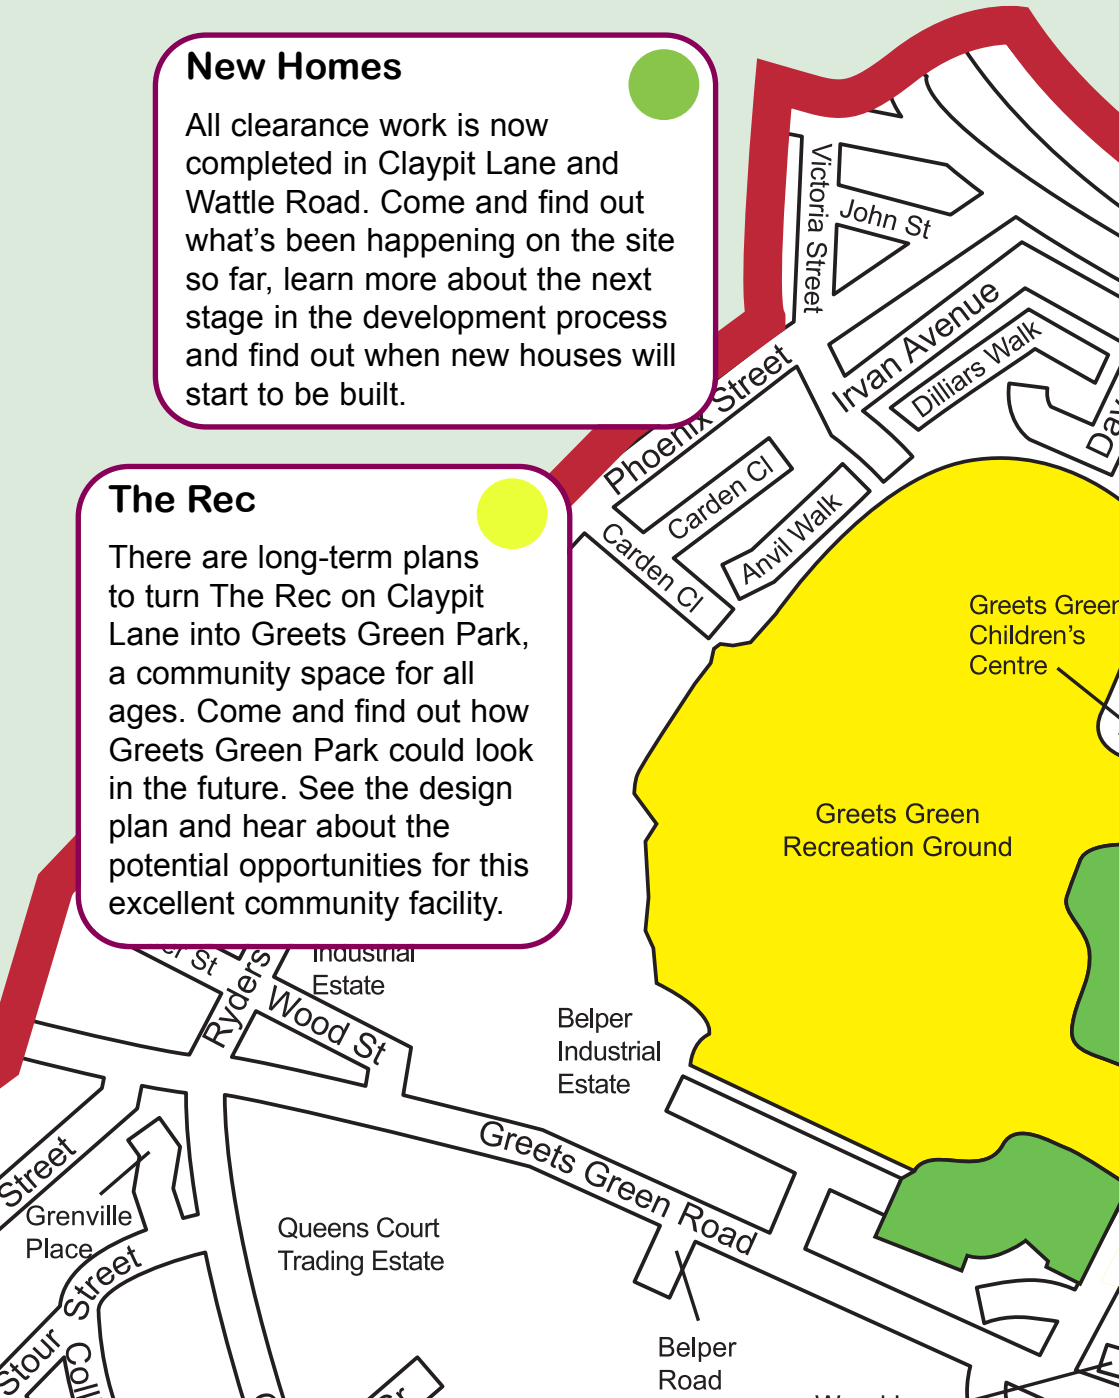 New Homes
All clearance work is now
completed in Claypit Lane and
Wattle Road. Come and find out
what's been happening on the site
so far, learn more about the next
stage in the development process
and find out when new houses will
start to be built.
The Rec
There are long-term plans
to turn The Rec on Claypit
Lane into Greets Green Park,
a community space for all
ages. Come and find out how
Greets Green Park could look
in the future. See the design
plan and hear about the
potential opportunities for this
excellent community facility.
Victoria Street
John St
Phoenix Street
Irvan Avenue
Dilliars Walk
Carden Cl
Anvil Walk
Carden Cl
Greets Green
Children's
Centre
Greets Green
Recreation Ground
St
Ryders
Industrial
Estate
Wood St
Belper
Industrial
Estate
Greets Green Road
Street
Grenville
Place
Queens Court
Trading Estate
Stour Street
Belper
Road